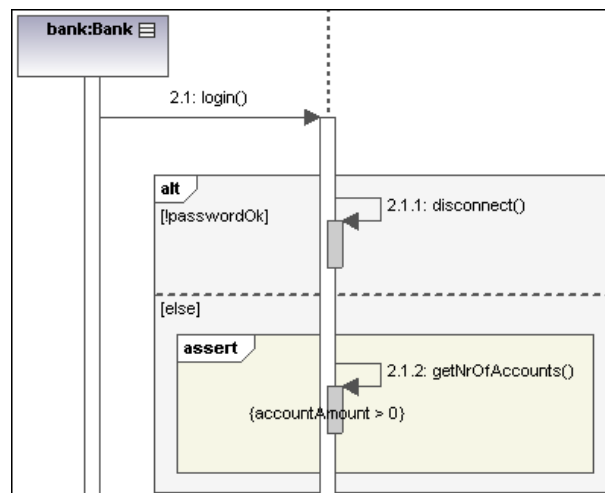 bank:Bank
2.1: login()
alt
[!passwordOk]
2.1.1: disconnect()
[else]
assert
2.1.2: getNrOfAccounts()
{accountAmount > 0}